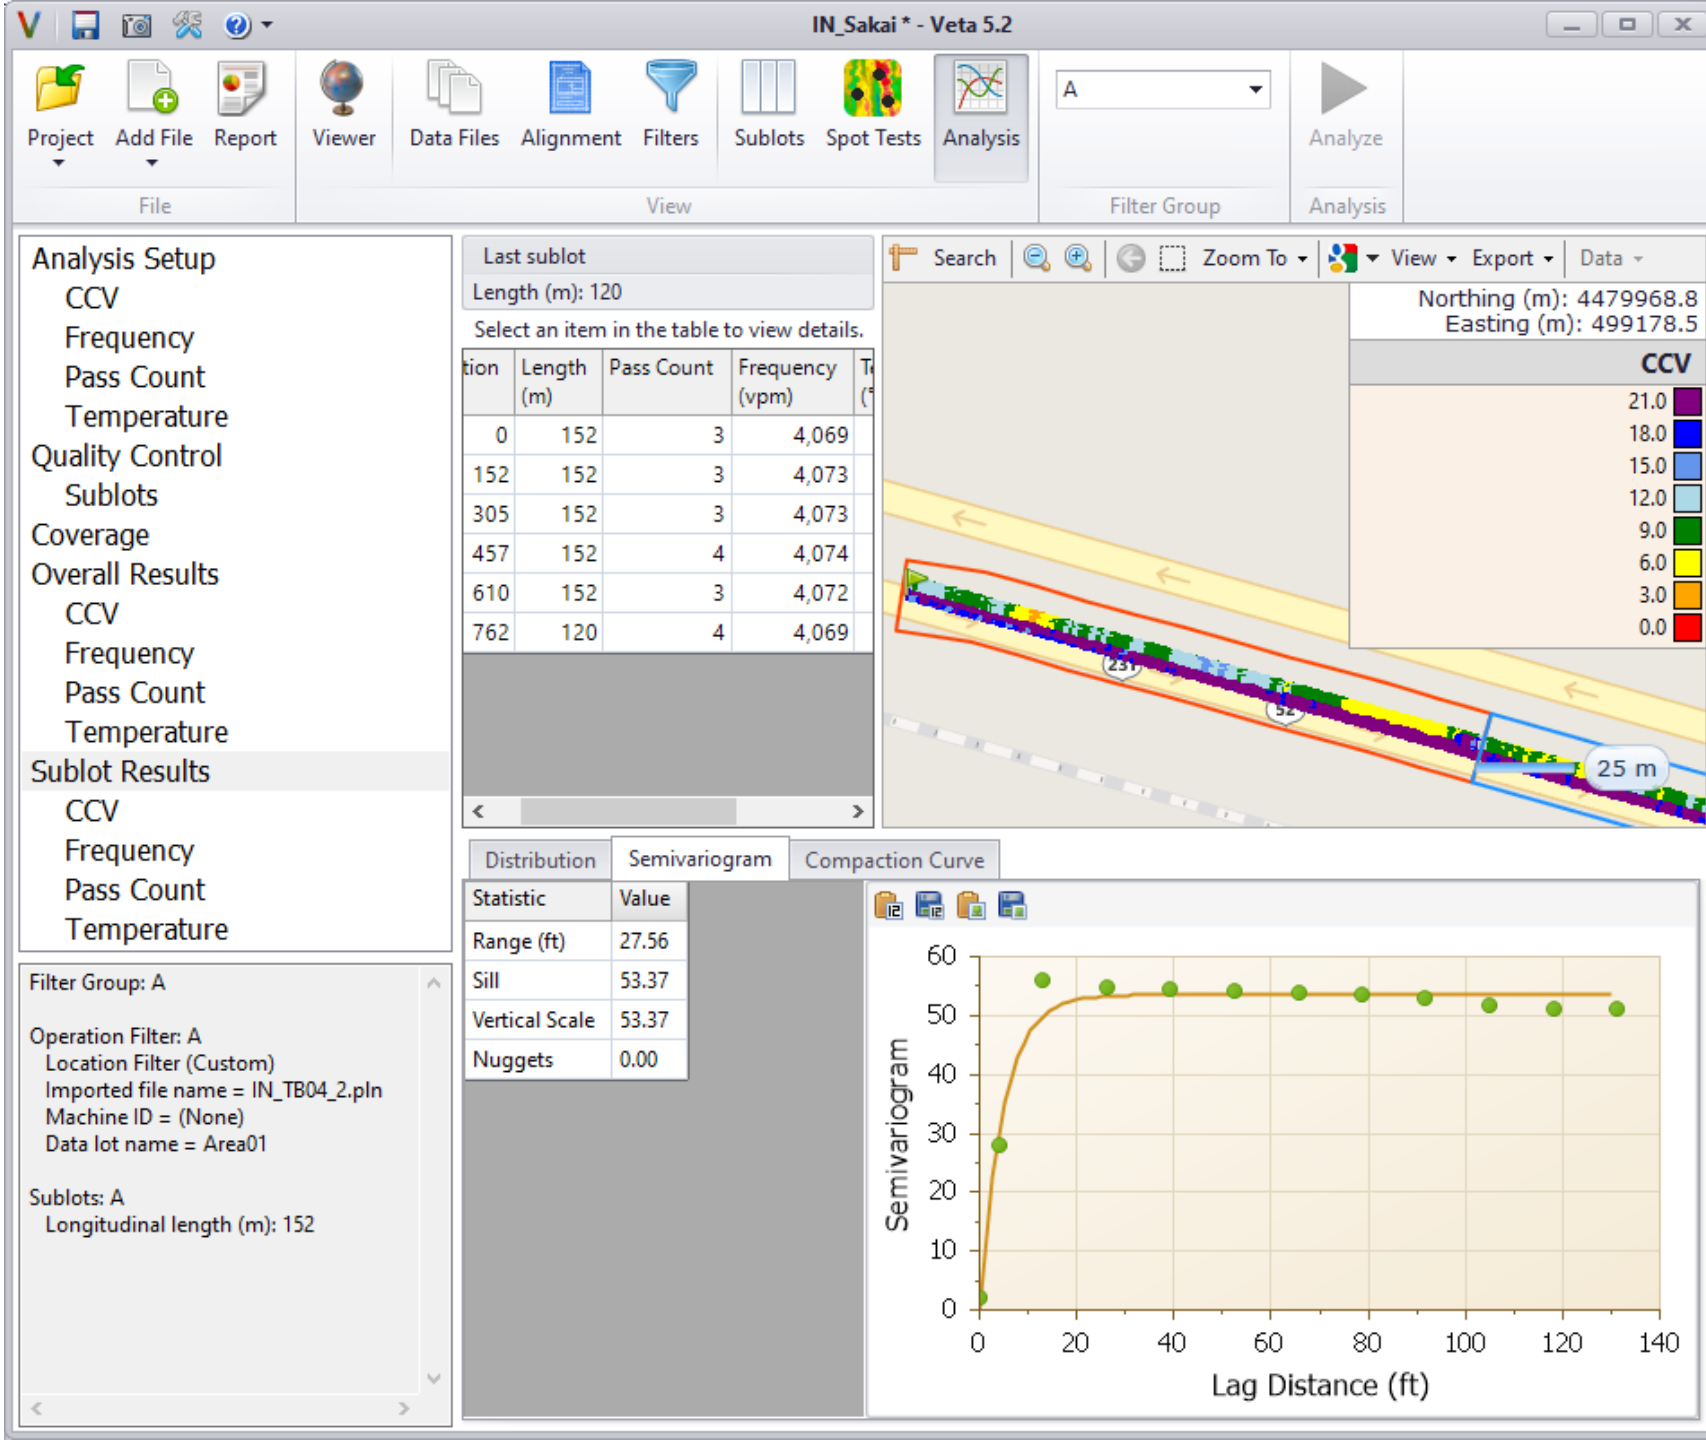 IN_Sakai * - Veta 5.2
Project
Add File
Report
Viewer
Data Files
Alignment
Filters
Sublots
Spot Tests
Analysis
A
Analyze
File
View
Filter Group
Analysis
Analysis Setup
CCV
Frequency
Pass Count
Temperature
Quality Control
Sublots
Coverage
Overall Results
CCV
Frequency
Pass Count
Temperature
Sublot Results
CCV
Frequency
Pass Count
Temperature
Filter Group: A
Operation Filter: A
Location Filter (Custom)
Imported file name = IN_TB04_2.pln
Machine ID = (None)
Data lot name = Area01
Sublots: A
Longitudinal length (m): 152
Last sublot
Length (m): 120
Select an item in the table to view details.
tion Length (m) Pass Count Frequency (vpm)
0 152 3 4,069
152 152 3 4,073
305 152 3 4,073
457 152 4 4,074
610 152 3 4,072
762 120 4 4,069
Search Zoom To View Export Data
Northing (m): 4479968.8
Easting (m): 499178.5
CCV
21.0
18.0
15.0
12.0
9.0
6.0
3.0
0.0
231
52
25 m
Distribution Semivariogram Compaction Curve
Statistic Value
Range (ft) 27.56
Sill 53.37
Vertical Scale 53.37
Nuggets 0.00
12 12
Semivariogram
60
50
40
30
20
10
0
0 20 40 60 80 100 120 140
Lag Distance (ft)